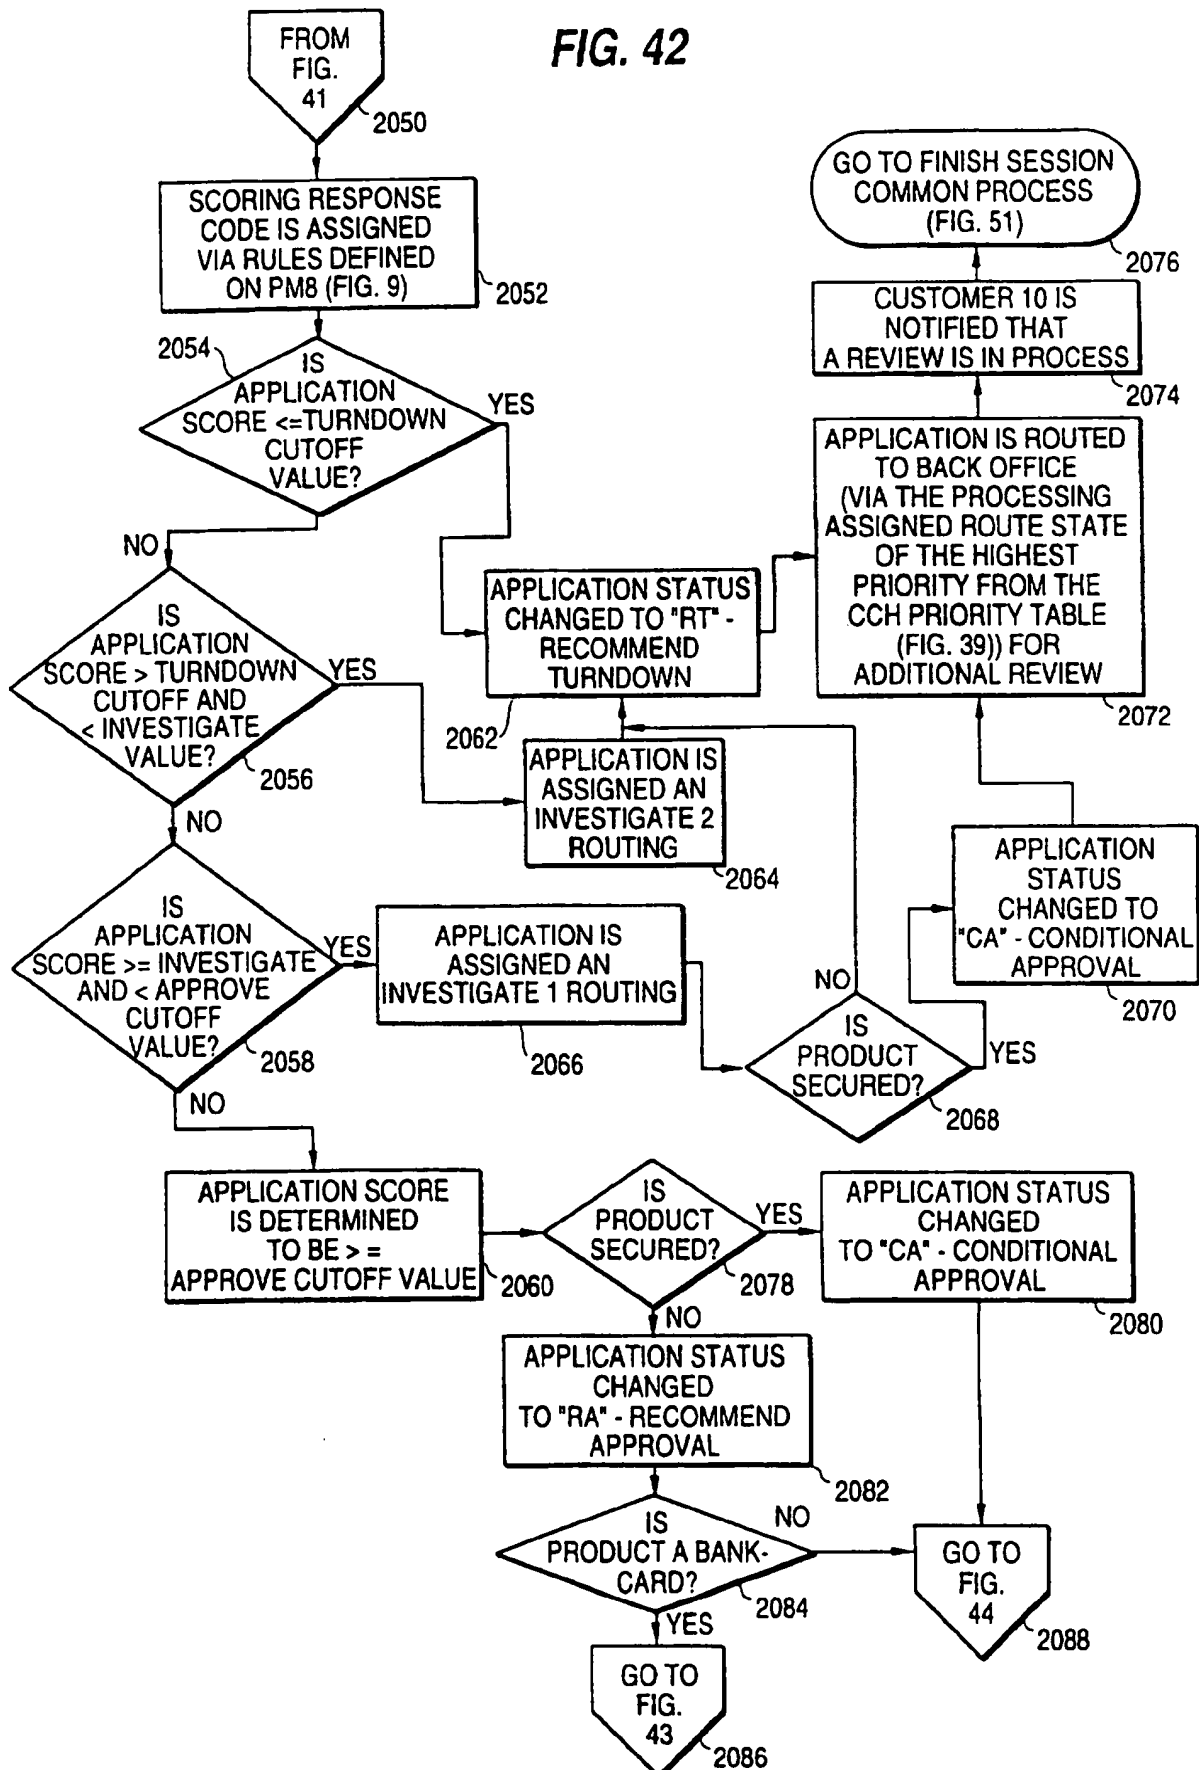 FIG. 42
FROM
FIG.
41
2050
SCORING RESPONSE
CODE IS ASSIGNED
VIA RULES DEFINED
ON PM8 (FIG. 9)
2052
2054
IS
APPLICATION
SCORE <=TURNDOWN
CUTOFF
VALUE?
YES
NO
IS
APPLICATION
SCORE > TURNDOWN
CUTOFF AND
< INVESTIGATE
VALUE?
2056
YES
NO
IS
APPLICATION
SCORE >= INVESTIGATE
AND < APPROVE
CUTOFF
VALUE?
2058
YES
NO
APPLICATION STATUS
CHANGED TO "RT" -
RECOMMEND
TURNDOWN
2062
APPLICATION IS
ASSIGNED AN
INVESTIGATE 2
ROUTING
2064
APPLICATION IS
ASSIGNED AN
INVESTIGATE 1 ROUTING
2066
GO TO FINISH SESSION
COMMON PROCESS
(FIG. 51)
2076
CUSTOMER 10 IS
NOTIFIED THAT
A REVIEW IS IN PROCESS
2074
APPLICATION IS ROUTED
TO BACK OFFICE
(VIA THE PROCESSING
ASSIGNED ROUTE STATE
OF THE HIGHEST
PRIORITY FROM THE
CCH PRIORITY TABLE
(FIG. 39)) FOR
ADDITIONAL REVIEW
2072
APPLICATION
STATUS
CHANGED TO
"CA" - CONDITIONAL
APPROVAL
2070
NO
IS
PRODUCT
SECURED?
2068
YES
APPLICATION SCORE
IS DETERMINED
TO BE > =
APPROVE CUTOFF VALUE
2060
IS
PRODUCT
SECURED?
2078
YES
NO
APPLICATION STATUS
CHANGED
TO "CA" - CONDITIONAL
APPROVAL
2080
APPLICATION STATUS
CHANGED
TO "RA" - RECOMMEND
APPROVAL
2082
IS
PRODUCT A BANK-
CARD?
2084
NO
YES
GO TO
FIG.
44
2088
GO TO
FIG.
43
2086